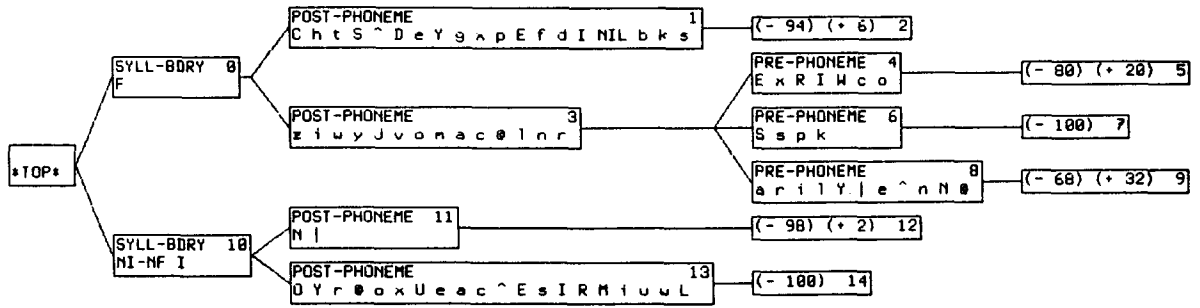 *TOP*
SYLL-BDRY 0
F
POST-PHONEME 1
C h t S ^ D e Y g x p E f d I NIL b k s
(- 94) (+ 6) 2
POST-PHONEME 3
z i w y J v o m a c @ l n r
PRE-PHONEME 4
E x R I W c o
(- 80) (+ 20) 5
PRE-PHONEME 6
S s p k
(- 100) 7
PRE-PHONEME 8
a r i l Y | e ^ n N @
(- 68) (+ 32) 9
SYLL-BDRY 10
NI-NF I
POST-PHONEME 11
N |
(- 98) (+ 2) 12
POST-PHONEME 13
O Y r @ o x U e a c ^ E s I R M i u w L
(- 100) 14